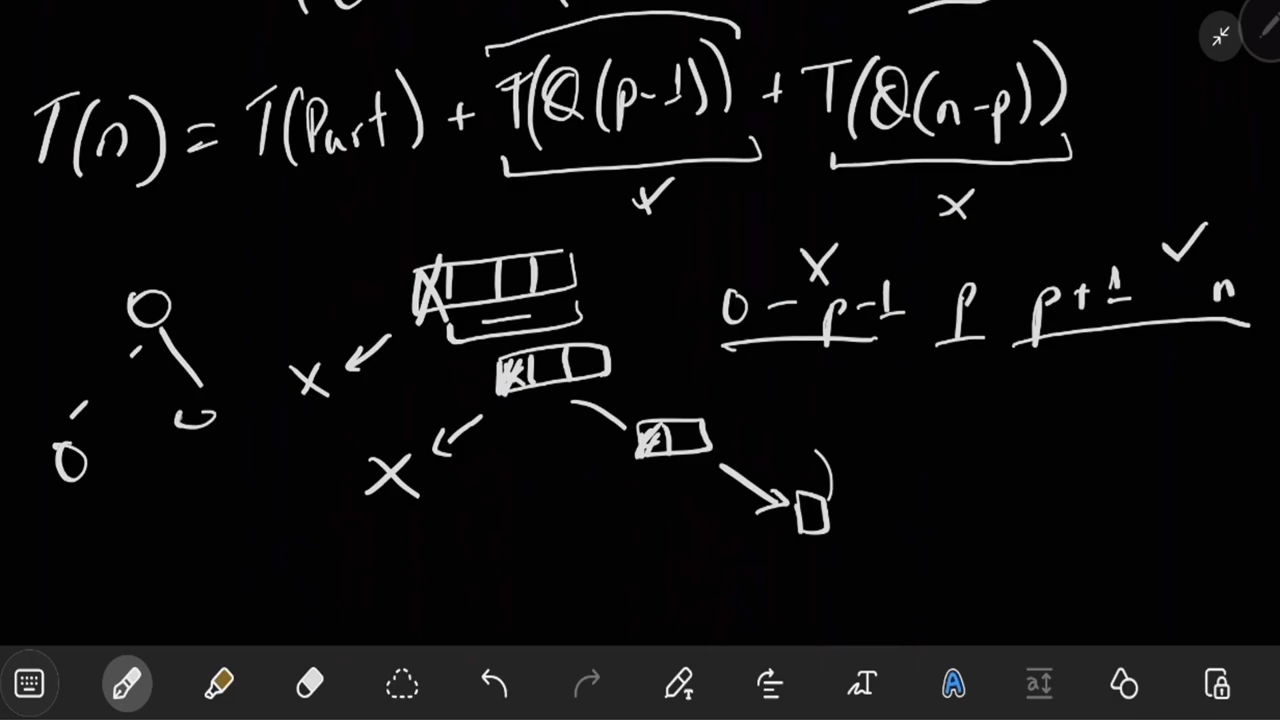 T(n) = T(Part) + T(Q(p-1)) + T(Q(n-p))
✓ x
x ✓
0 - p-1 p p+1 n
x
x